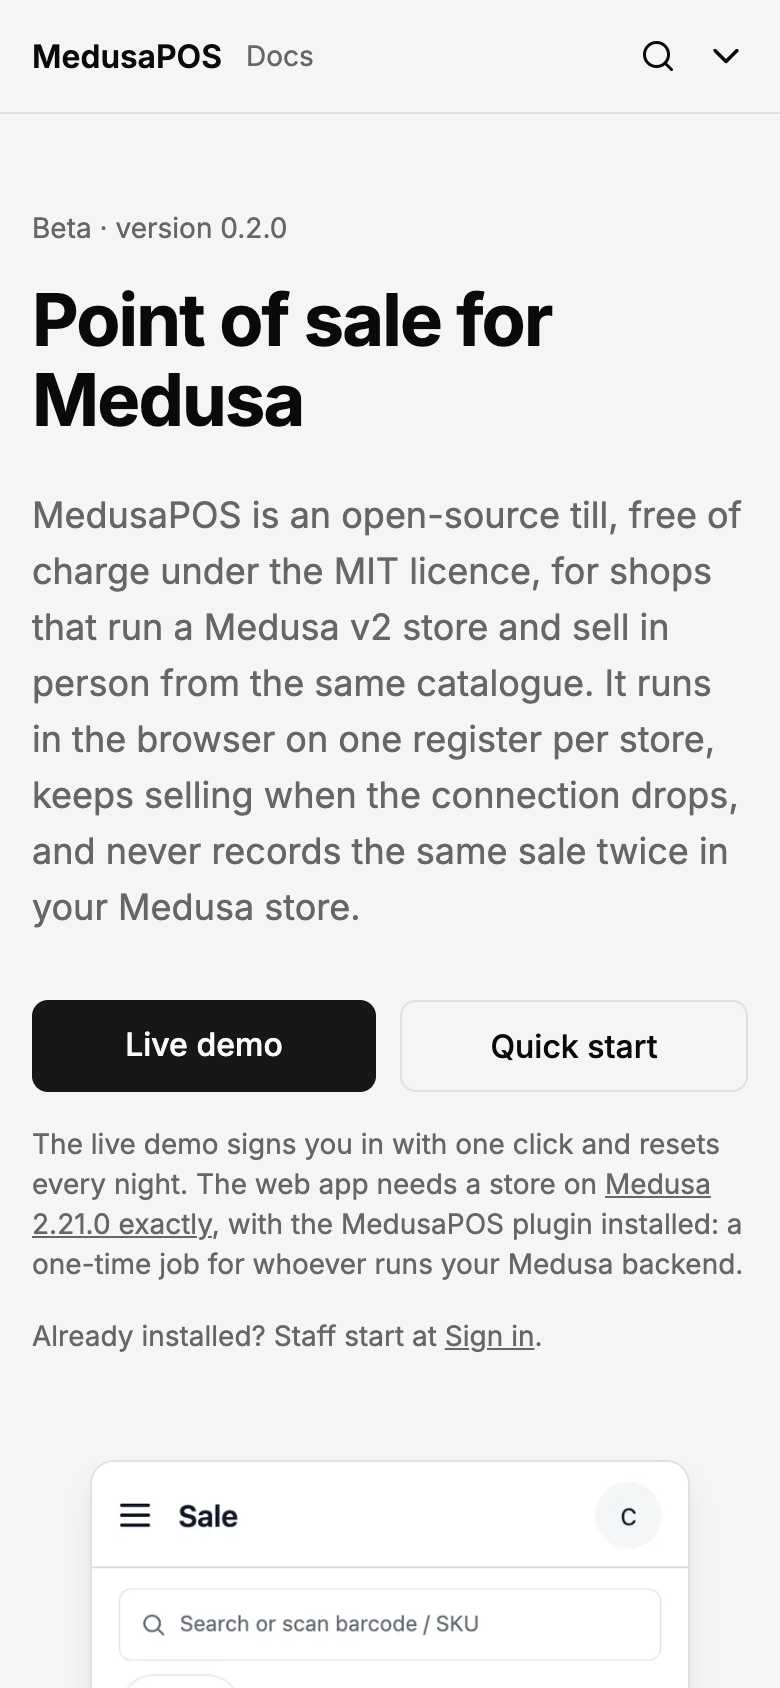 MedusaPOS Docs
Beta · version 0.2.0
Point of sale for
Medusa
MedusaPOS is an open-source till, free of
charge under the MIT licence, for shops
that run a Medusa v2 store and sell in
person from the same catalogue. It runs
in the browser on one register per store,
keeps selling when the connection drops,
and never records the same sale twice in
your Medusa store.
Live demo Quick start
The live demo signs you in with one click and resets
every night. The web app needs a store on Medusa
2.21.0 exactly, with the MedusaPOS plugin installed: a
one-time job for whoever runs your Medusa backend.
Already installed? Staff start at Sign in.
Sale C
Search or scan barcode / SKU